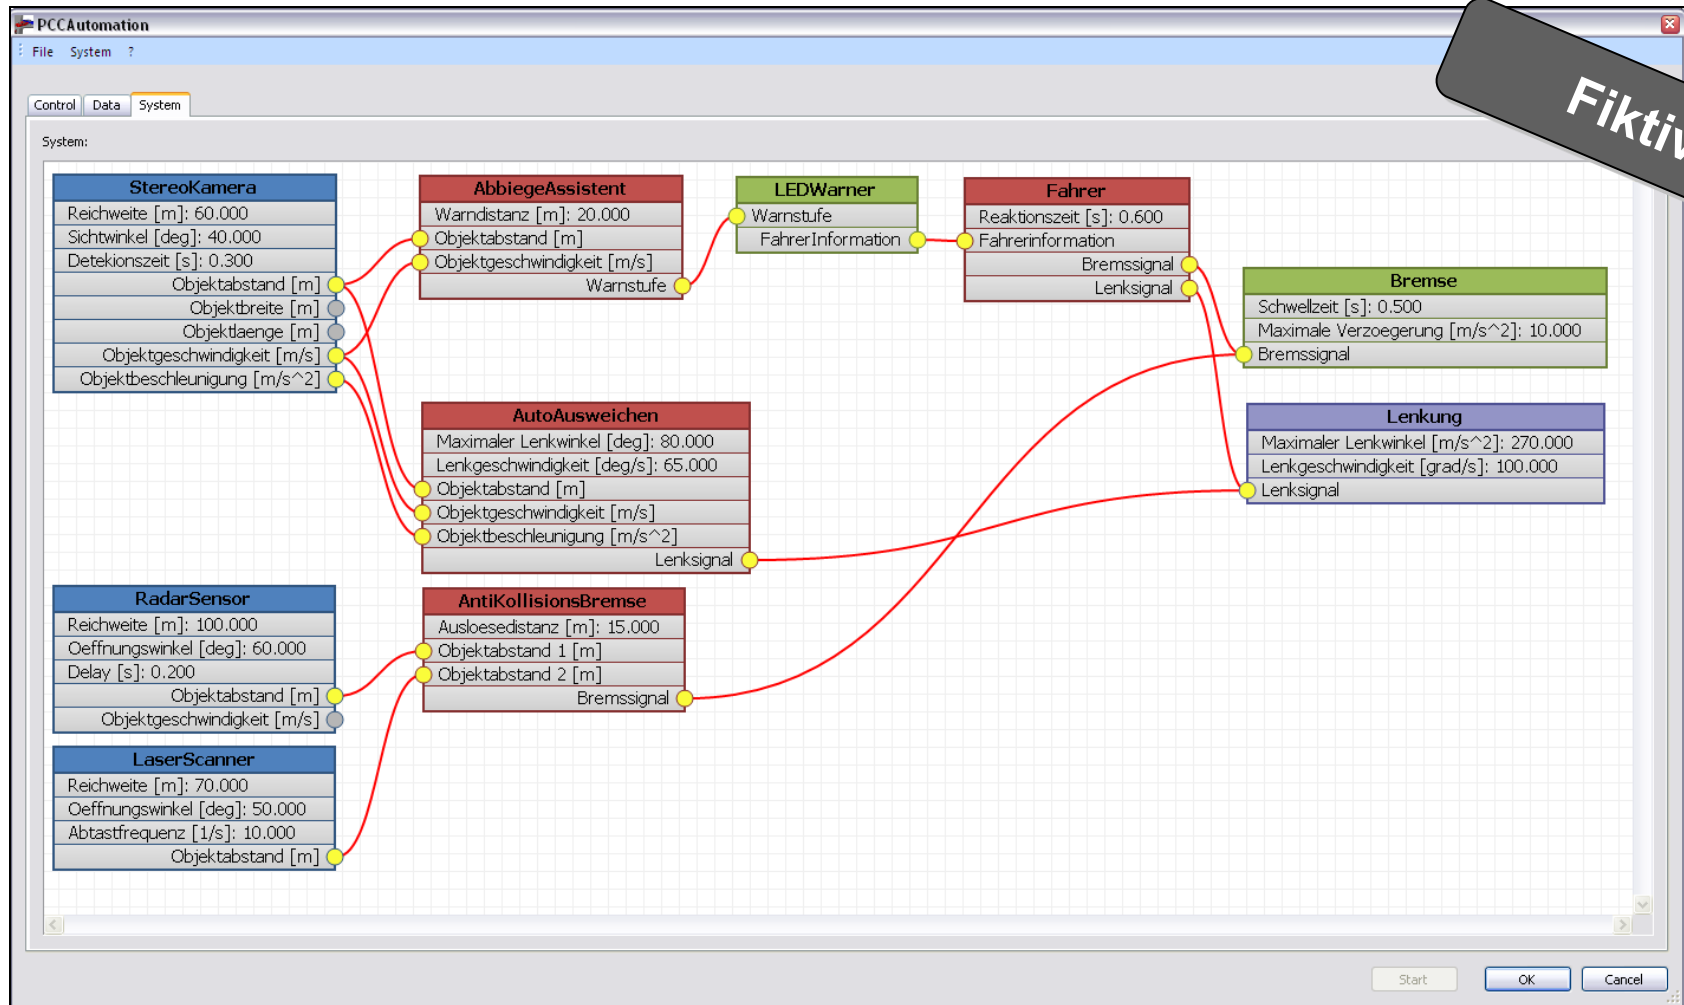 PCCAutomation
File System ?
Fiktiv
Control Data System
System:
StereoKamera
Reichweite [m]: 60.000
Sichtwinkel [deg]: 40.000
Detekionszeit [s]: 0.300
Objektabstand [m]
Objektbreite [m]
Objektlaenge [m]
Objektgeschwindigkeit [m/s]
Objektbeschleunigung [m/s^2]
AbbiegeAssistent
Warndistanz [m]: 20.000
Objektabstand [m]
Objektgeschwindigkeit [m/s]
Warnstufe
LEDWarner
Warnstufe
FahrerInformation
Fahrer
Reaktionszeit [s]: 0.600
Fahrerinformation
Bremssignal
Lenksignal
Bremse
Schwellzeit [s]: 0.500
Maximale Verzoegerung [m/s^2]: 10.000
Bremssignal
AutoAusweichen
Maximaler Lenkwinkel [deg]: 80.000
Lenkgeschwindigkeit [deg/s]: 65.000
Objektabstand [m]
Objektgeschwindigkeit [m/s]
Objektbeschleunigung [m/s^2]
Lenksignal
Lenkung
Maximaler Lenkwinkel [m/s^2]: 270.000
Lenkgeschwindigkeit [grad/s]: 100.000
Lenksignal
RadarSensor
Reichweite [m]: 100.000
Oeffnungswinkel [deg]: 60.000
Delay [s]: 0.200
Objektabstand [m]
Objektgeschwindigkeit [m/s]
AntiKollisionsBremse
Ausloesedistanz [m]: 15.000
Objektabstand 1 [m]
Objektabstand 2 [m]
Bremssignal
LaserScanner
Reichweite [m]: 70.000
Oeffnungswinkel [deg]: 50.000
Abtastfrequenz [1/s]: 10.000
Objektabstand [m]
Start OK Cancel